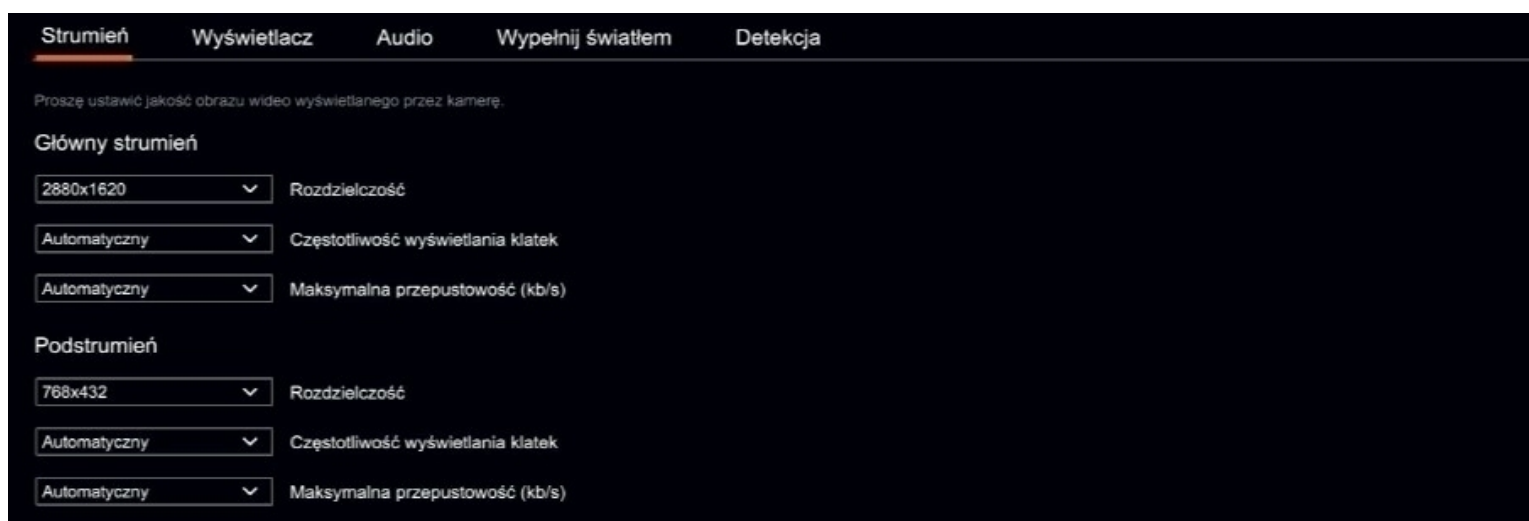 Strumień Wyświetlacz Audio Wypełnij światłem Detekcja
Proszę ustawić jakość obrazu wideo wyświetlanego przez kamerę.
Główny strumień
2880x1620 Rozdzielczość
Automatyczny Częstotliwość wyświetlania klatek
Automatyczny Maksymalna przepustowość (kb/s)
Podstrumień
768x432 Rozdzielczość
Automatyczny Częstotliwość wyświetlania klatek
Automatyczny Maksymalna przepustowość (kb/s)